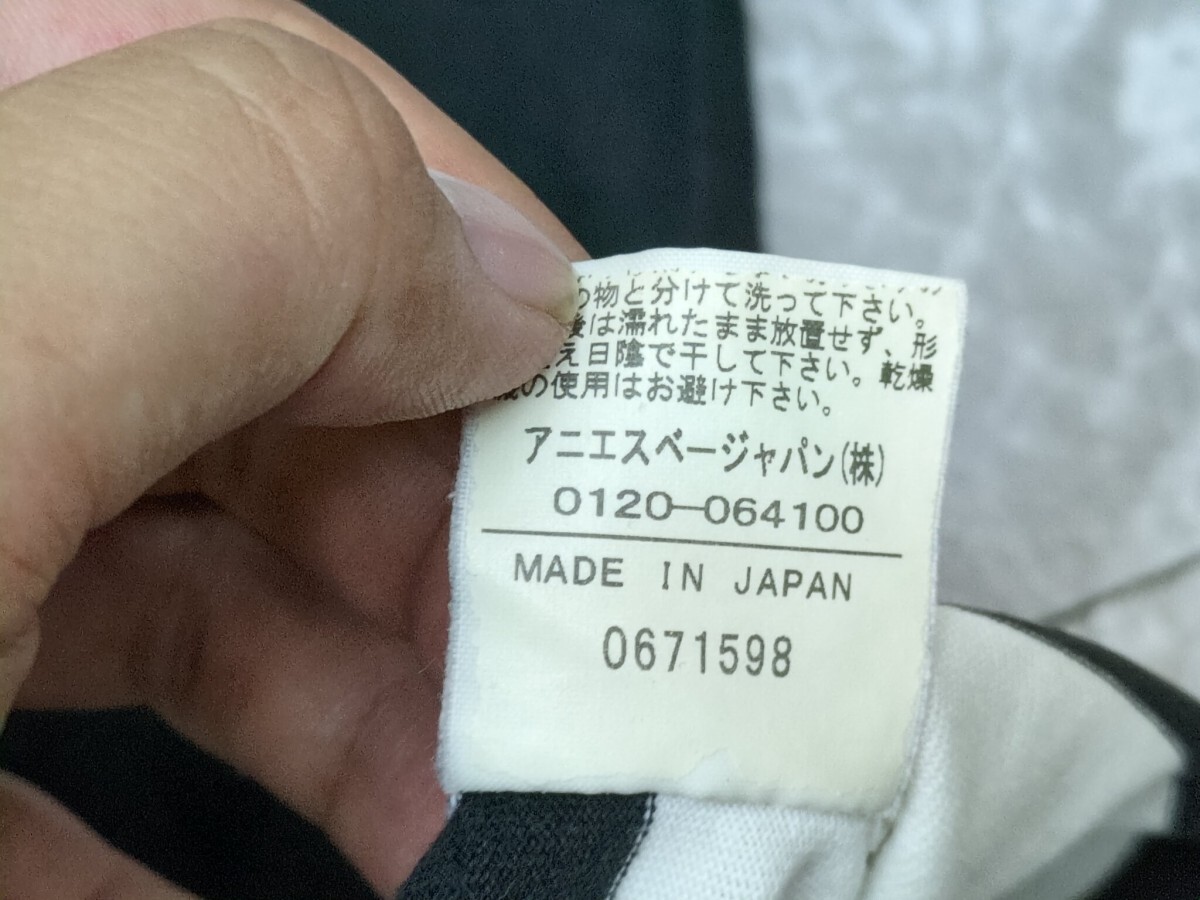 物と分けて洗って下さい。
後は濡れたまま放置せず、形
え日陰で干して下さい。乾燥
の使用はお避け下さい。
アニエスベージャパン(株)
0120-064100
MADE IN JAPAN
0671598